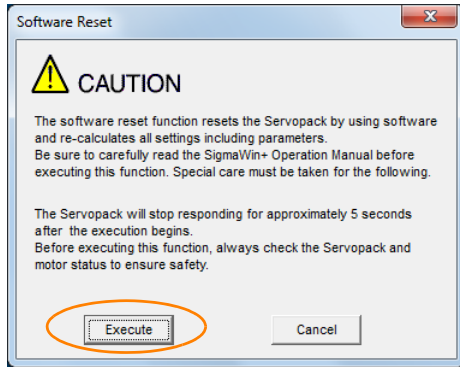 Software Reset
CAUTION
The software reset function resets the Servopack by using software
and re-calculates all settings including parameters.
Be sure to carefully read the SigmaWin+ Operation Manual before
executing this function. Special care must be taken for the following.
The Servopack will stop responding for approximately 5 seconds
after the execution begins.
Before executing this function, always check the Servopack and
motor status to ensure safety.
Execute
Cancel